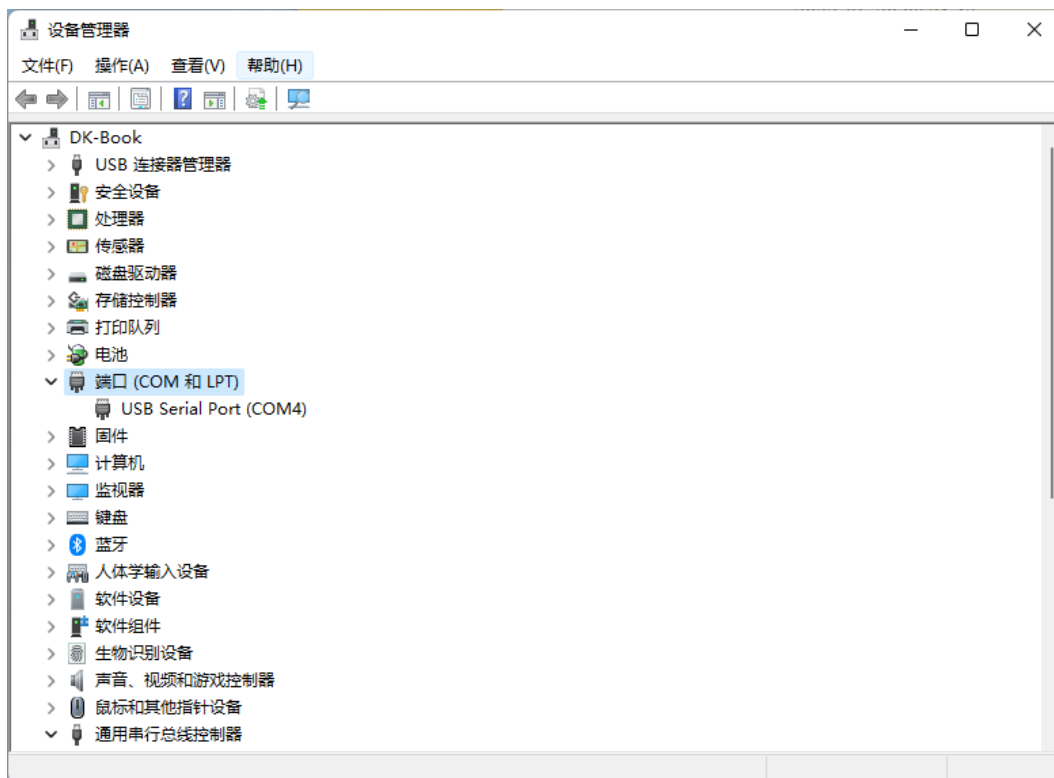 设备管理器
文件(F) 操作(A) 查看(V) 帮助(H)
DK-Book
USB 连接器管理器
安全设备
处理器
传感器
磁盘驱动器
存储控制器
打印队列
电池
端口 (COM 和 LPT)
USB Serial Port (COM4)
固件
计算机
监视器
键盘
蓝牙
人体学输入设备
软件设备
软件组件
生物识别设备
声音、视频和游戏控制器
鼠标和其他指针设备
通用串行总线控制器